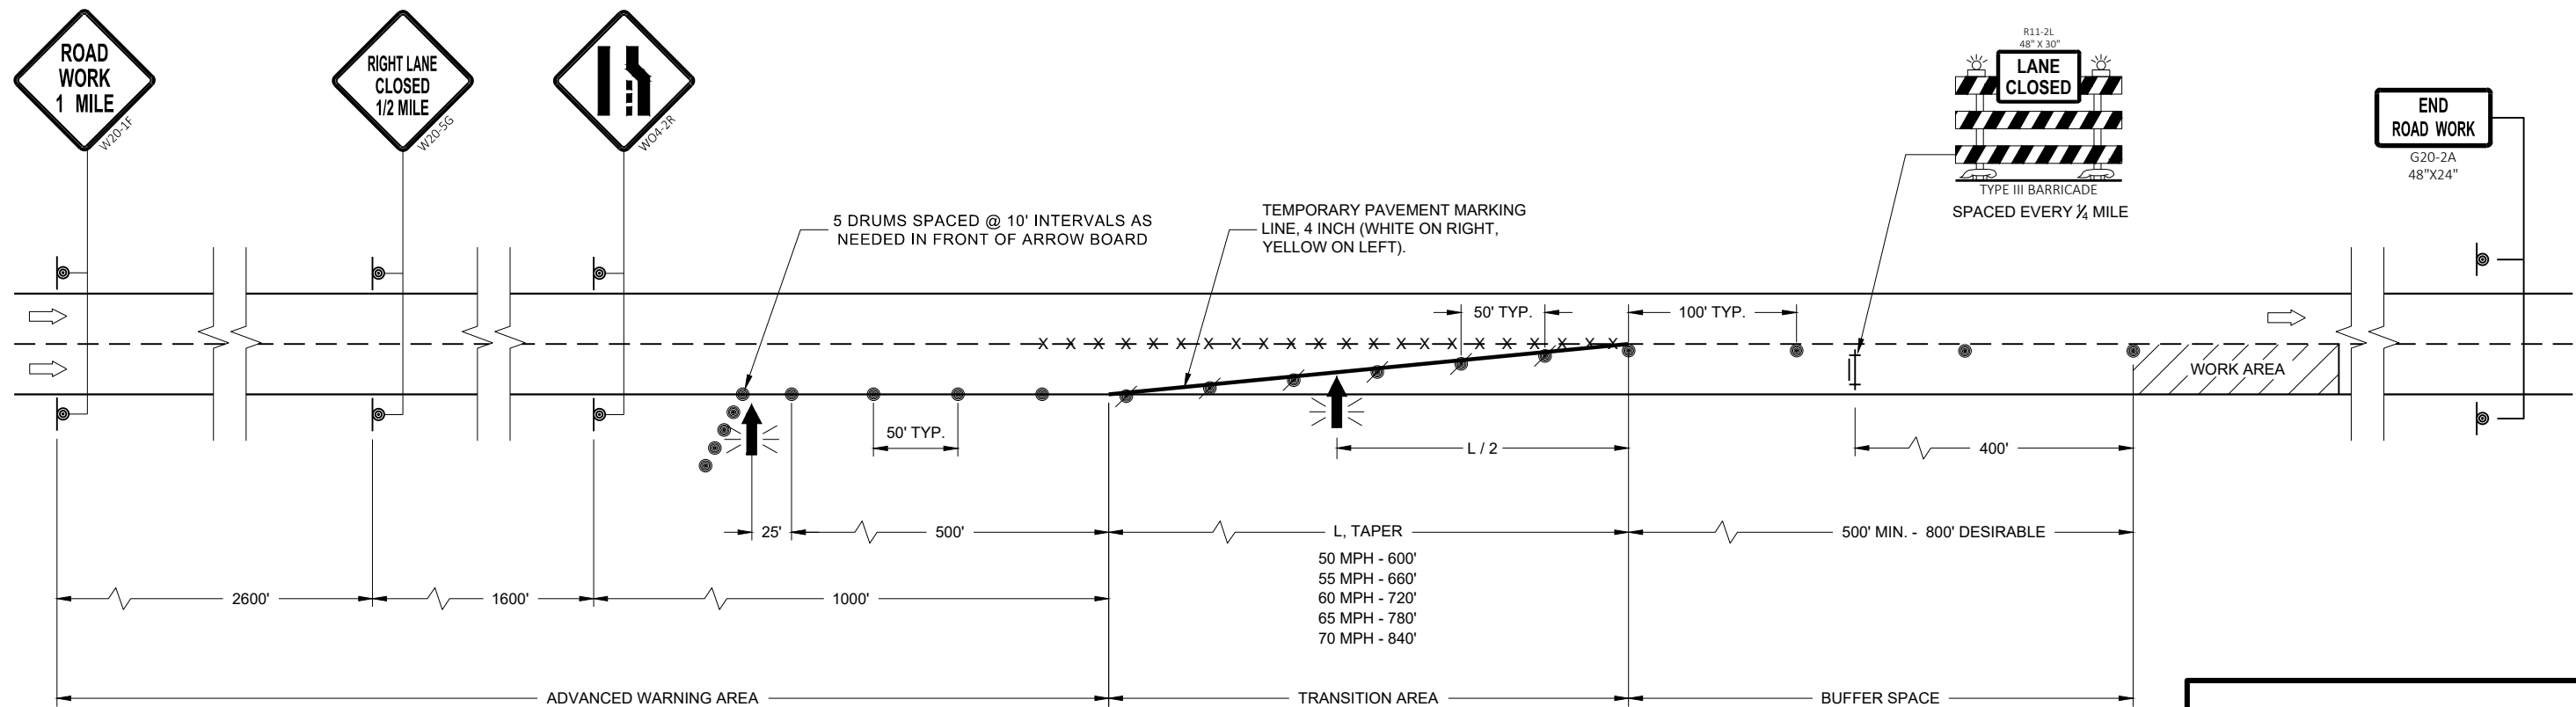 ROAD
WORK
1 MILE
W20-1F
RIGHT LANE
CLOSED
1/2 MILE
W20-5G
WO4-2R
R11-2L
48" X 30"
LANE
CLOSED
TYPE III BARRICADE
SPACED EVERY 1/4 MILE
END
ROAD WORK
G20-2A
48"X24"
5 DRUMS SPACED @ 10' INTERVALS AS
NEEDED IN FRONT OF ARROW BOARD
TEMPORARY PAVEMENT MARKING
LINE, 4 INCH (WHITE ON RIGHT,
YELLOW ON LEFT).
50' TYP.
100' TYP.
X X X X X X X X X X X X X X X X X X X X X X
WORK AREA
50' TYP.
L / 2
400'
25'
500'
L, TAPER
500' MIN. - 800' DESIRABLE
50 MPH - 600'
55 MPH - 660'
60 MPH - 720'
65 MPH - 780'
70 MPH - 840'
2600'
1600'
1000'
ADVANCED WARNING AREA
TRANSITION AREA
BUFFER SPACE